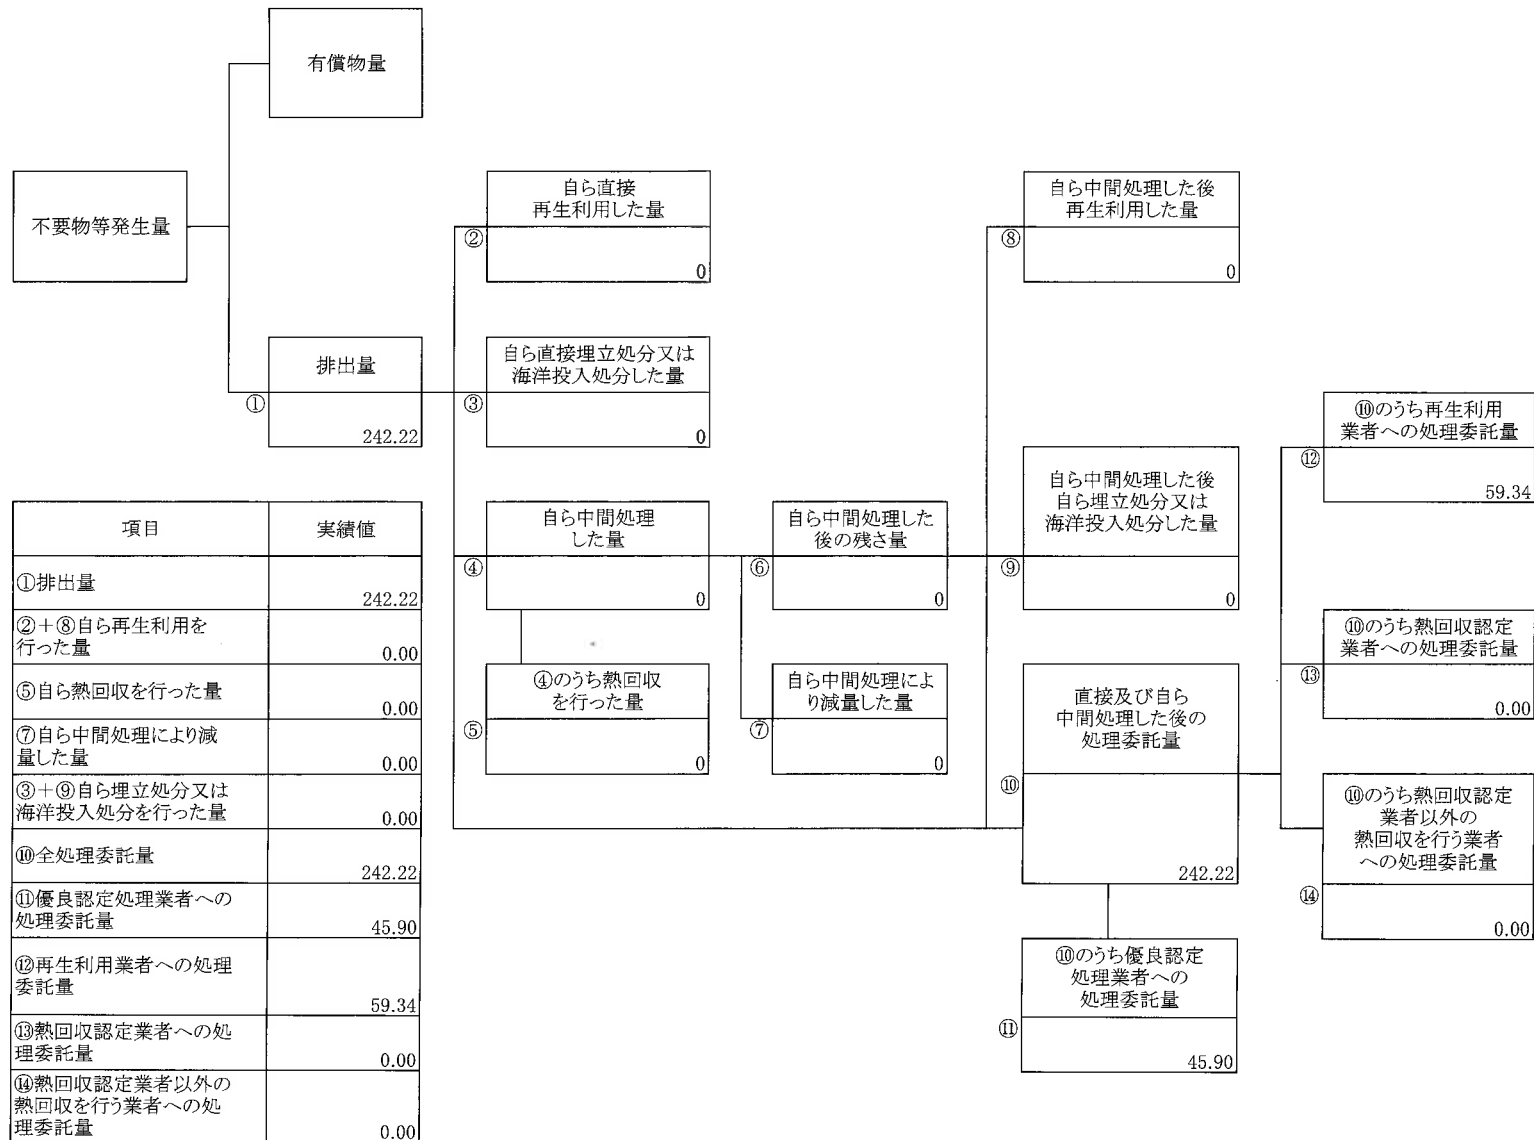 有償物量
不要物等発生量
自ら直接
再生利用した量
②
0
自ら中間処理した後
再生利用した量
⑧
0
排出量
①
242.22
自ら直接埋立処分又は
海洋投入処分した量
③
0
⑩のうち再生利用
業者への処理委託量
⑫
59.34
自ら中間処理
した量
④
0
自ら中間処理した
後の残さ量
⑥
0
自ら中間処理した後
自ら埋立処分又は
海洋投入処分した量
⑨
0
⑩のうち熱回収認定
業者への処理委託量
⑬
0.00
④のうち熱回収
を行った量
⑤
0
自ら中間処理によ
り減量した量
⑦
0
直接及び自ら
中間処理した後の
処理委託量
⑩
242.22
⑩のうち熱回収認定
業者以外の
熱回収を行う業者
への処理委託量
⑭
0.00
⑩のうち優良認定
処理業者への
処理委託量
⑪
45.90
項目 実績値
①排出量
242.22
②+⑧自ら再生利用を
行った量
0.00
⑤自ら熱回収を行った量
0.00
⑦自ら中間処理により減
量した量
0.00
③+⑨自ら埋立処分又は
海洋投入処分を行った量
0.00
⑩全処理委託量
242.22
⑪優良認定処理業者への
処理委託量
45.90
⑫再生利用業者への処理
委託量
59.34
⑬熱回収認定業者への処
理委託量
0.00
⑭熱回収認定業者以外の
熱回収を行う業者への処
理委託量
0.00